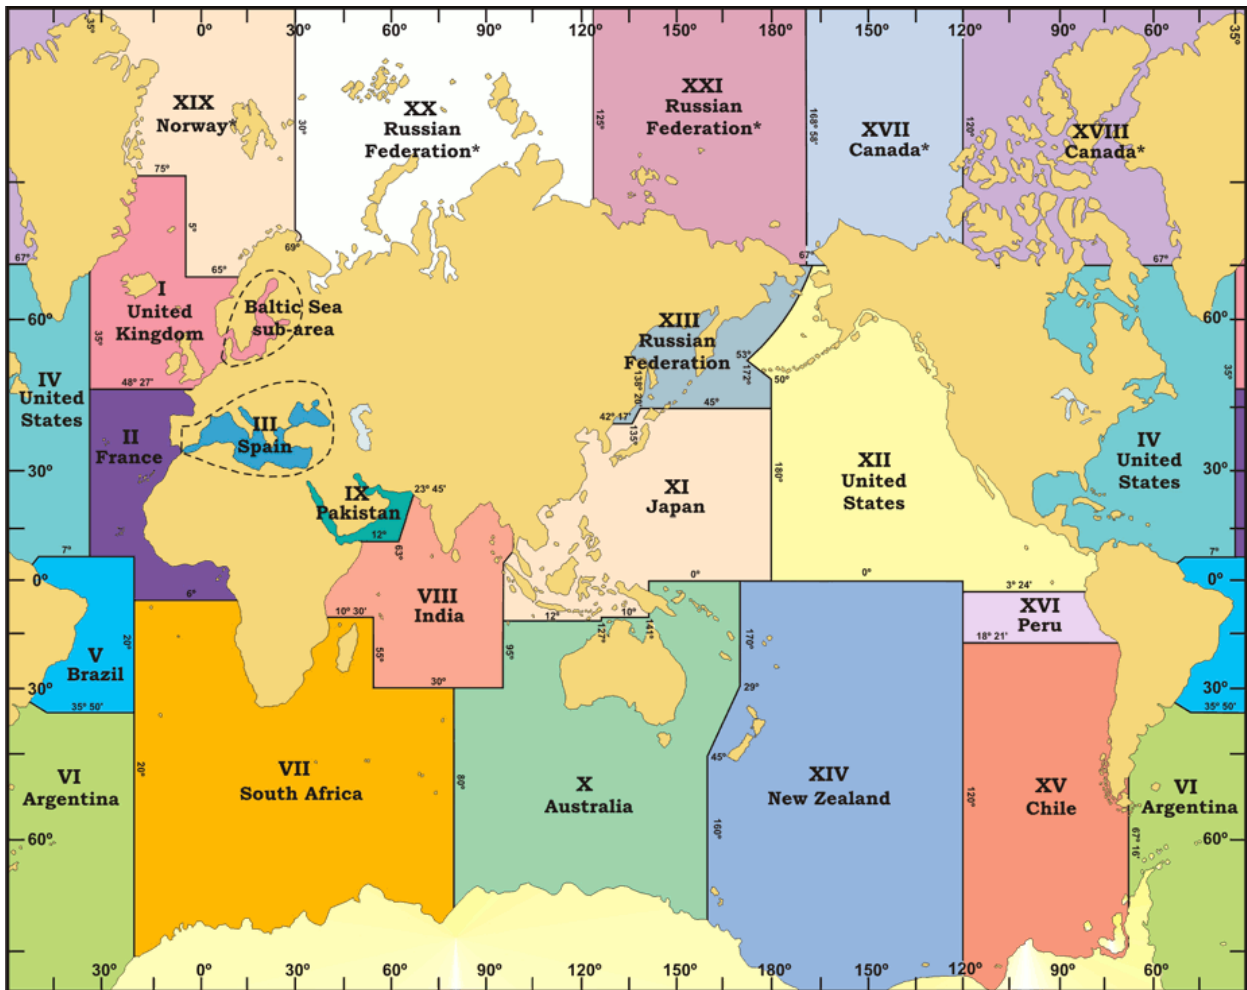 35°
0°
30°
60°
90°
120°
150°
180°
150°
120°
90°
60°
35°
XIX
Norway*
30°
XX
Russian
Federation*
125°
XXI
Russian
Federation*
168° 58'
XVII
Canada*
120°
XVIII
Canada*
75°
5°
65°
69°
67°
67°
67°
60°
I
United
Kingdom
35°
48° 27'
Baltic Sea
sub-area
XIII
Russian
Federation
138° 26'
53°
172°
50°
45°
42° 17'
135°
60°
35°
IV
United
States
II
France
III
Spain
30°
IX
Pakistan
23° 45'
12°
63°
XI
Japan
180°
XII
United
States
IV
United
States
30°
7°
0°
6°
VIII
India
10° 30'
55°
30°
95°
12°
127°
10°
141°
0°
170°
29°
45°
160°
0°
3° 24'
XVI
Peru
18° 21'
7°
0°
20°
V
Brazil
30°
35° 50'
30°
35° 50'
VI
Argentina
20°
VII
South Africa
80°
X
Australia
XIV
New Zealand
120°
XV
Chile
67° 16'
VI
Argentina
60°
60°
30°
0°
30°
60°
90°
120°
150°
180°
150°
120°
90°
60°